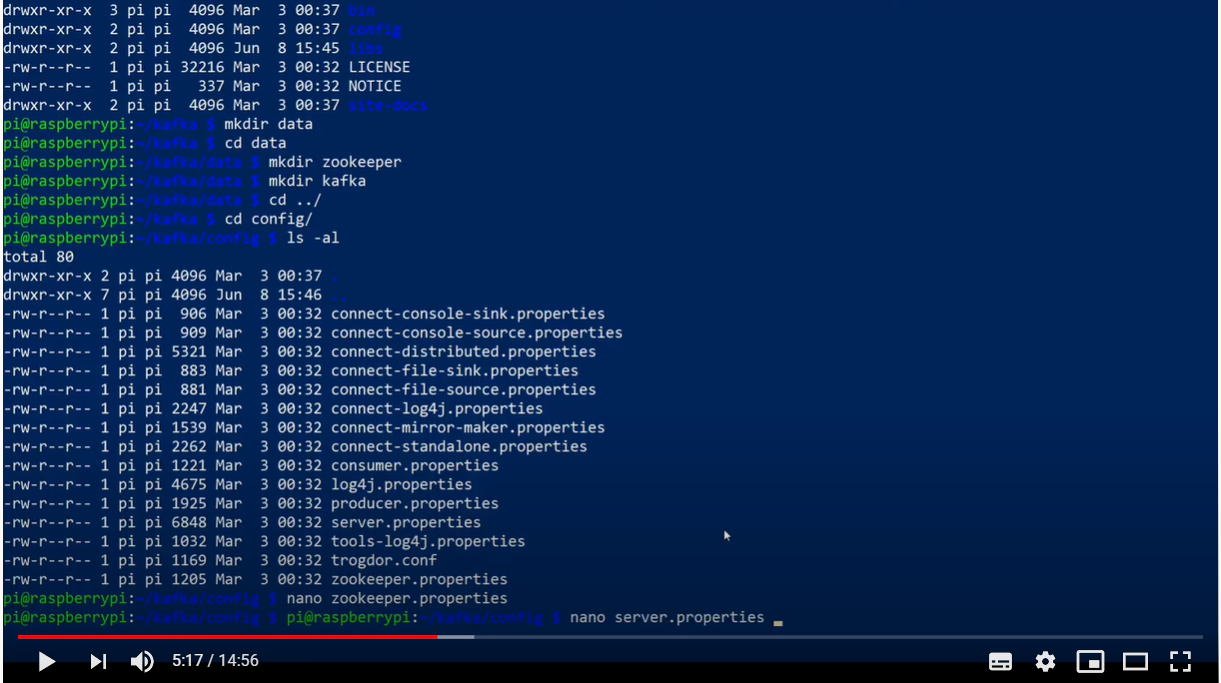 drwxr-xr-x  3 pi pi  4096 Mar  3 00:37 bin
drwxr-xr-x  2 pi pi  4096 Mar  3 00:37 config
drwxr-xr-x  2 pi pi  4096 Jun  8 15:45 libs
-rw-r--r--  1 pi pi 32216 Mar  3 00:32 LICENSE
-rw-r--r--  1 pi pi   337 Mar  3 00:32 NOTICE
drwxr-xr-x  2 pi pi  4096 Mar  3 00:37 site-docs
pi@raspberrypi:~/kafka $ mkdir data
pi@raspberrypi:~/kafka $ cd data
pi@raspberrypi:~/kafka/data $ mkdir zookeeper
pi@raspberrypi:~/kafka/data $ mkdir kafka
pi@raspberrypi:~/kafka/data $ cd ../
pi@raspberrypi:~/kafka $ cd config/
pi@raspberrypi:~/kafka/config $ ls -al
total 80
drwxr-xr-x 2 pi pi 4096 Mar  3 00:37 .
drwxr-xr-x 7 pi pi 4096 Jun  8 15:46 ..
-rw-r--r-- 1 pi pi  906 Mar  3 00:32 connect-console-sink.properties
-rw-r--r-- 1 pi pi  909 Mar  3 00:32 connect-console-source.properties
-rw-r--r-- 1 pi pi 5321 Mar  3 00:32 connect-distributed.properties
-rw-r--r-- 1 pi pi  883 Mar  3 00:32 connect-file-sink.properties
-rw-r--r-- 1 pi pi  881 Mar  3 00:32 connect-file-source.properties
-rw-r--r-- 1 pi pi 2247 Mar  3 00:32 connect-log4j.properties
-rw-r--r-- 1 pi pi 1539 Mar  3 00:32 connect-mirror-maker.properties
-rw-r--r-- 1 pi pi 2262 Mar  3 00:32 connect-standalone.properties
-rw-r--r-- 1 pi pi 1221 Mar  3 00:32 consumer.properties
-rw-r--r-- 1 pi pi 4675 Mar  3 00:32 log4j.properties
-rw-r--r-- 1 pi pi 1925 Mar  3 00:32 producer.properties
-rw-r--r-- 1 pi pi 6848 Mar  3 00:32 server.properties
-rw-r--r-- 1 pi pi 1032 Mar  3 00:32 tools-log4j.properties
-rw-r--r-- 1 pi pi 1169 Mar  3 00:32 trogdor.conf
-rw-r--r-- 1 pi pi 1205 Mar  3 00:32 zookeeper.properties
pi@raspberrypi:~/kafka/config $ nano zookeeper.properties
pi@raspberrypi:~/kafka/config $ pi@raspberrypi:~/kafka/config $ nano server.properties _
5:17 / 14:56